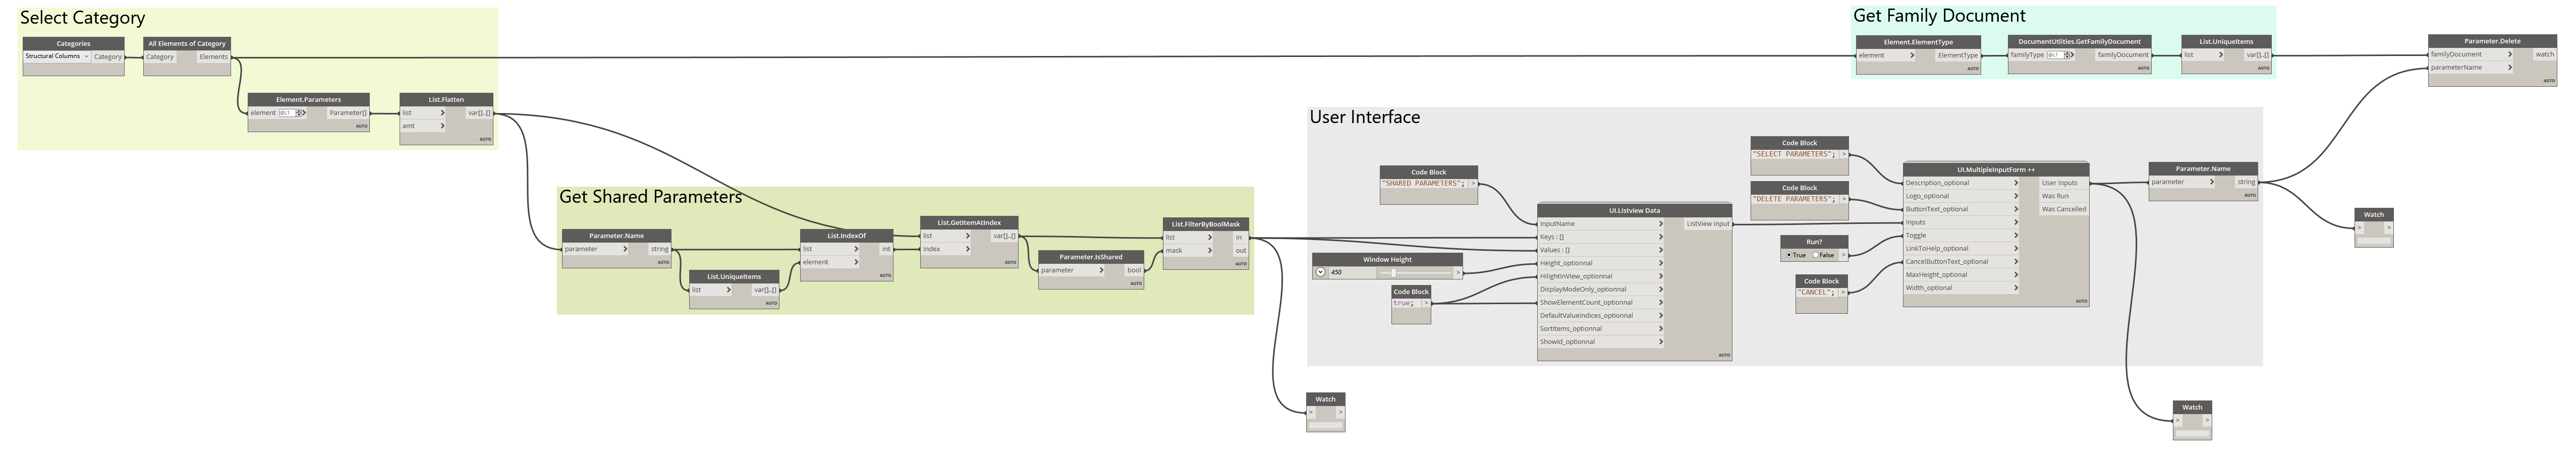 Select Category
Categories
Structural Columns
Category
All Elements of Category
Category
Elements
Element.Parameters
element
@L1
Parameter[]
AUTO
List.Flatten
list
var[]..[]
amt
AUTO
Get Shared Parameters
Parameter.Name
parameter
string
AUTO
List.UniqueItems
list
var[]..[]
AUTO
List.IndexOf
list
int
element
AUTO
List.GetItemAtIndex
list
var[]..[]
index
AUTO
Parameter.IsShared
parameter
bool
AUTO
List.FilterByBoolMask
list
in
mask
out
AUTO
Watch
>
>
User Interface
Code Block
"SHARED PARAMETERS";
>
Window Height
450
>
Code Block
true;
>
UI.Listview Data
InputName
ListView input
Keys : []
Values : []
Height_optionnal
HilightInView_optionnal
DisplayModeOnly_optionnal
ShowElementCount_optionnal
DefaultValueIndices_optionnal
SortItems_optionnal
ShowId_optionnal
AUTO
Code Block
"SELECT PARAMETERS";
>
Code Block
"DELETE PARAMETERS";
>
Run?
True
False
>
Code Block
"CANCEL";
>
UI.MultipleInputForm ++
Description_optional
User Inputs
Logo_optional
Was Run
ButtonText_optional
Was Cancelled
Inputs
Toggle
LinkToHelp_optional
CancelButtonText_optional
MaxHeight_optional
Width_optional
AUTO
Parameter.Name
parameter
string
AUTO
Watch
>
>
Watch
>
>
Get Family Document
Element.ElementType
element
ElementType
AUTO
DocumentUtlities.GetFamilyDocument
familyType
@L1
familyDocument
AUTO
List.UniqueItems
list
var[]..[]
AUTO
Parameter.Delete
familyDocument
watch
parameterName
AUTO